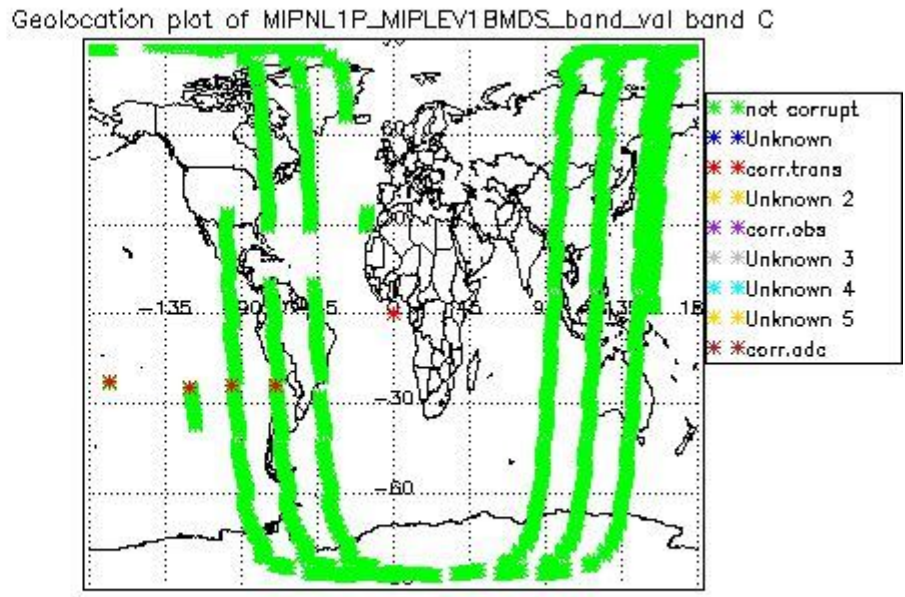 Geolocation plot of MIPNL1P_MIPLEV1BMDS_band_val band C
not corrupt
Unknown
corr.trans
Unknown 2
corr.obs
Unknown 3
Unknown 4
Unknown 5
corr.adc
60
-135
-30
-60